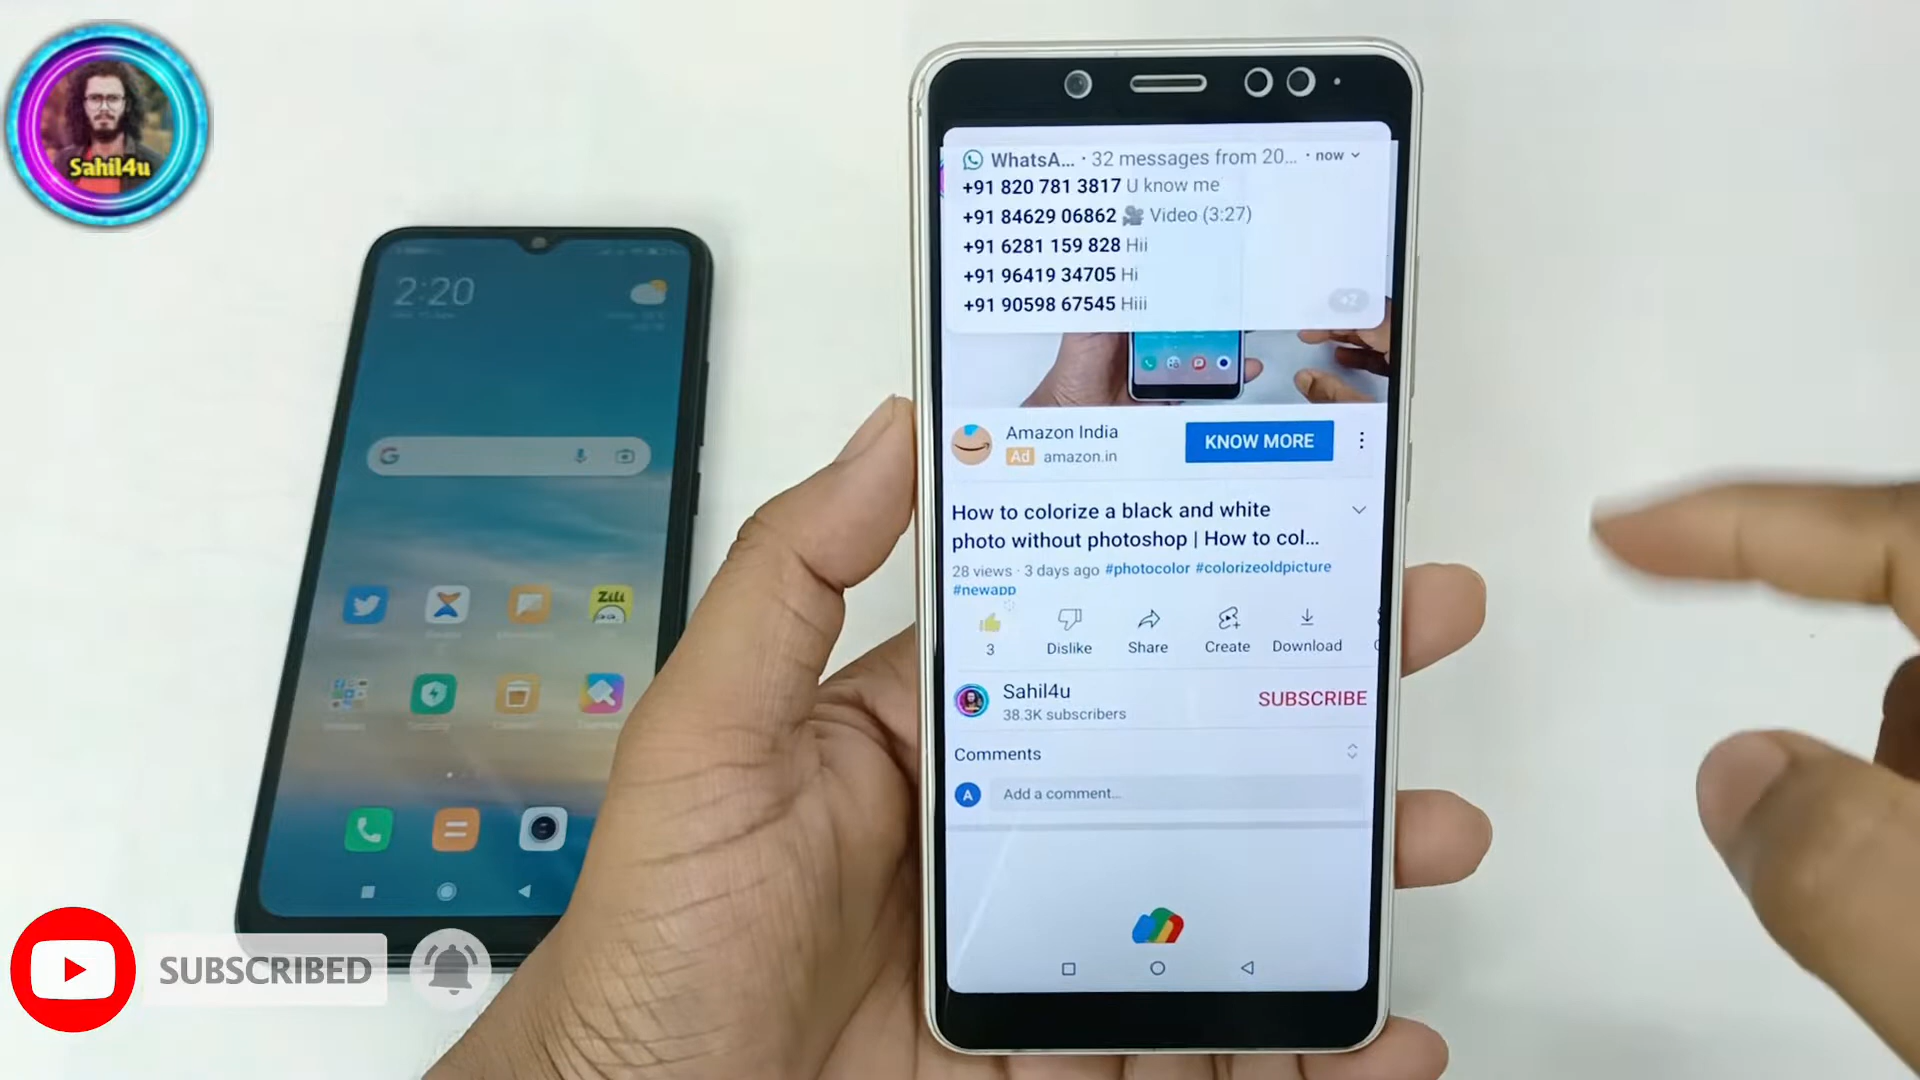 Sahil4u
2:20
Zili
WhatsA... · 32 messages from 20... · now
+91 820 781 3817 U know me
+91 84629 06862 Video (3:27)
+91 6281 159 828 Hii
+91 96419 34705 Hi
+91 90598 67545 Hiii
+2
Amazon India
Ad amazon.in
KNOW MORE
How to colorize a black and white
photo without photoshop | How to col...
28 views · 3 days ago #photocolor #colorizeoldpicture
#newapp
3 Dislike Share Create Download
Sahil4u
38.3K subscribers
SUBSCRIBE
Comments
A Add a comment...
SUBSCRIBED